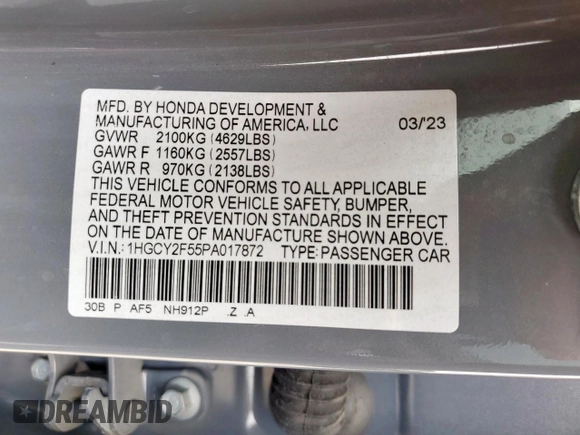 MFD. BY HONDA DEVELOPMENT &
MANUFACTURING OF AMERICA, LLC 03/'23
GVWR 2100KG (4629LBS)
GAWR F 1160KG (2557LBS)
GAWR R 970KG (2138LBS)
THIS VEHICLE CONFORMS TO ALL APPLICABLE
FEDERAL MOTOR VEHICLE SAFETY, BUMPER,
AND THEFT PREVENTION STANDARDS IN EFFECT
ON THE DATE OF MANUFACTURE SHOWN ABOVE.
V.I.N.: 1HGCY2F55PA017872 TYPE: PASSENGER CAR
30B P AF5 NH912P .Z .A
DREAMBID